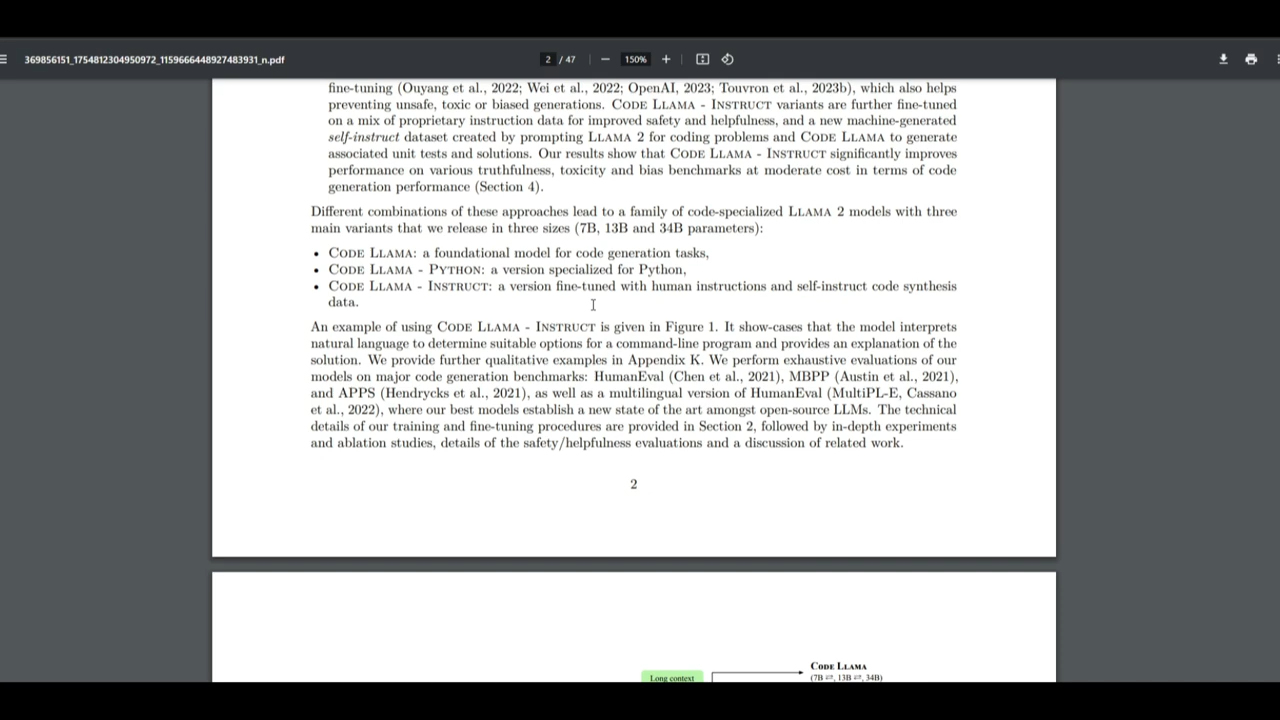 369856151_1754812304950972_1159666448927483931_n.pdf
2 / 47
150%
fine-tuning (Ouyang et al., 2022; Wei et al., 2022; OpenAI, 2023; Touvron et al., 2023b), which also helps
preventing unsafe, toxic or biased generations. CODE LLAMA - INSTRUCT variants are further fine-tuned
on a mix of proprietary instruction data for improved safety and helpfulness, and a new machine-generated
self-instruct dataset created by prompting LLAMA 2 for coding problems and CODE LLAMA to generate
associated unit tests and solutions. Our results show that CODE LLAMA - INSTRUCT significantly improves
performance on various truthfulness, toxicity and bias benchmarks at moderate cost in terms of code
generation performance (Section 4).
Different combinations of these approaches lead to a family of code-specialized LLAMA 2 models with three
main variants that we release in three sizes (7B, 13B and 34B parameters):
• CODE LLAMA: a foundational model for code generation tasks,
• CODE LLAMA - PYTHON: a version specialized for Python,
• CODE LLAMA - INSTRUCT: a version fine-tuned with human instructions and self-instruct code synthesis
data.
An example of using CODE LLAMA - INSTRUCT is given in Figure 1. It show-cases that the model interprets
natural language to determine suitable options for a command-line program and provides an explanation of the
solution. We provide further qualitative examples in Appendix K. We perform exhaustive evaluations of our
models on major code generation benchmarks: HumanEval (Chen et al., 2021), MBPP (Austin et al., 2021),
and APPS (Hendrycks et al., 2021), as well as a multilingual version of HumanEval (MultiPL-E, Cassano
et al., 2022), where our best models establish a new state of the art amongst open-source LLMs. The technical
details of our training and fine-tuning procedures are provided in Section 2, followed by in-depth experiments
and ablation studies, details of the safety/helpfulness evaluations and a discussion of related work.
2
CODE LLAMA
Long context
(7B ⇄, 13B ⇄, 34B)